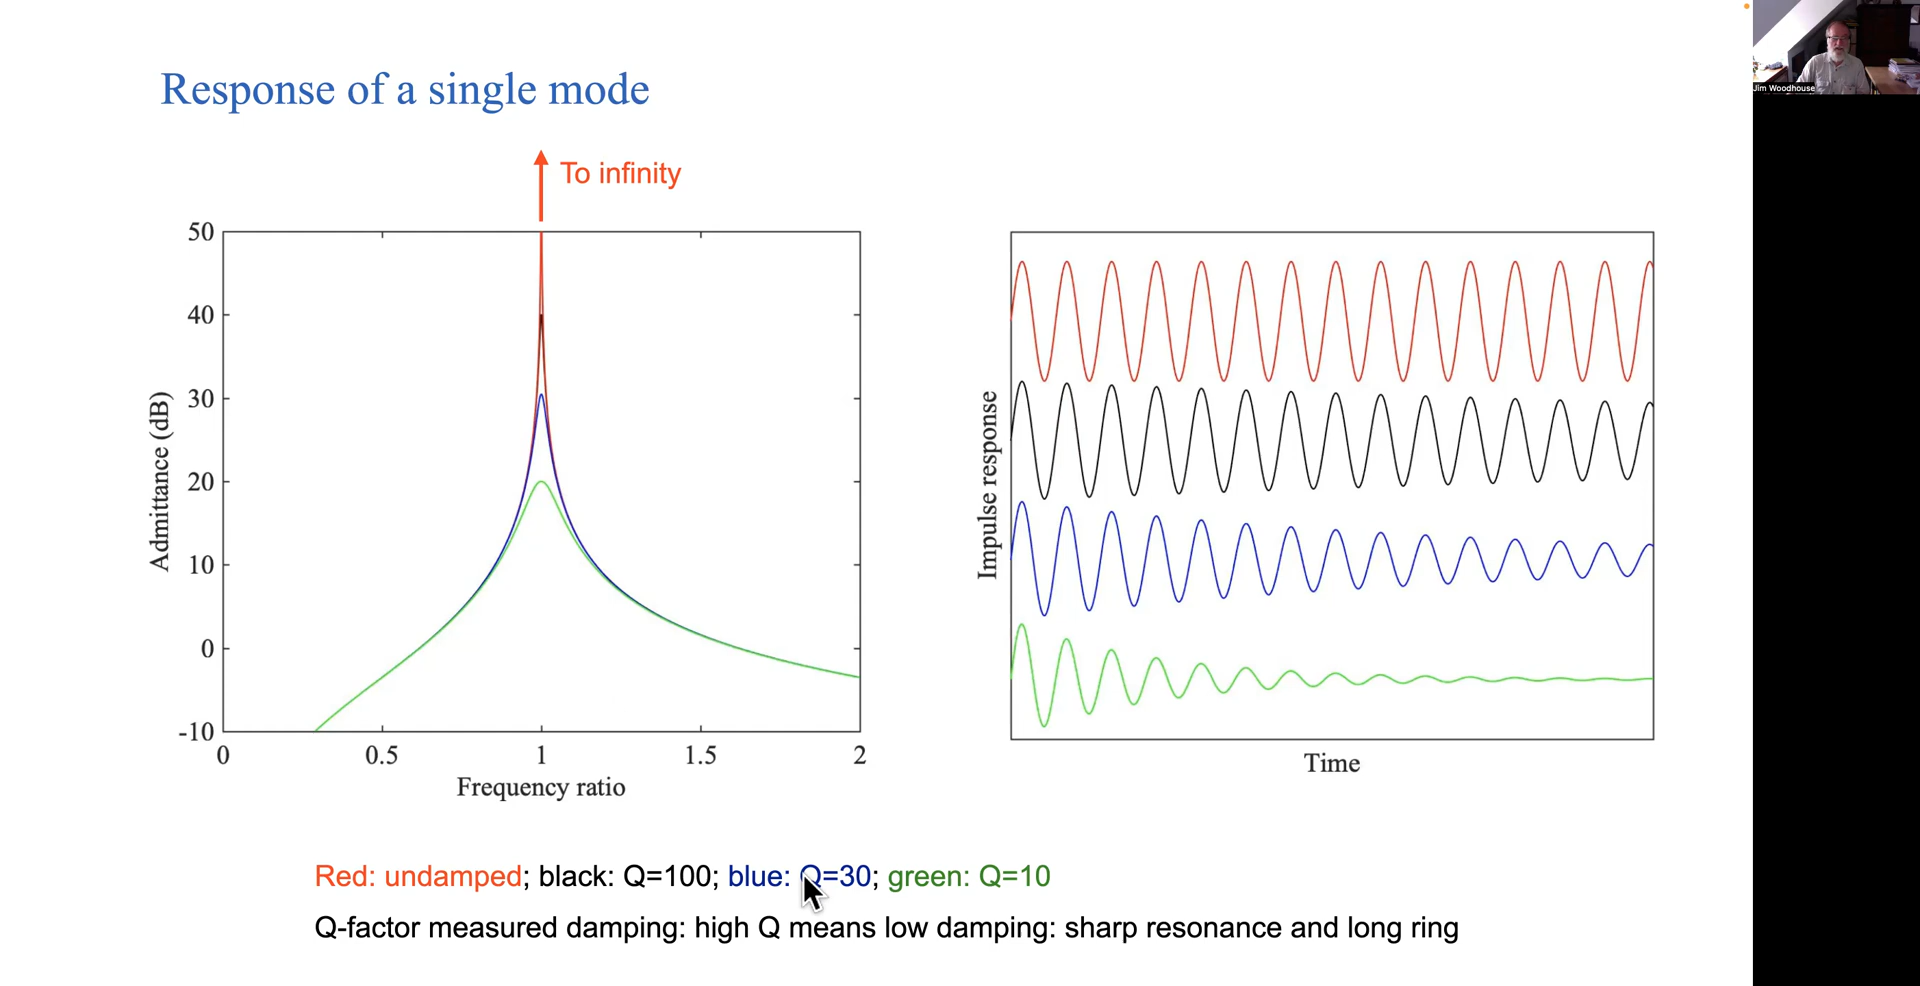 Response of a single mode
Jim Woodhouse
To infinity
50
40
30
20
10
0
-10
Admittance (dB)
0 0.5 1 1.5 2
Frequency ratio
Impulse response
Time
Red: undamped; black: Q=100; blue: Q=30; green: Q=10
Q-factor measured damping: high Q means low damping: sharp resonance and long ring